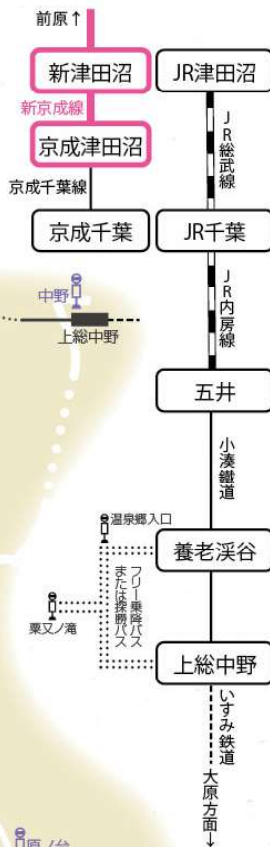 前原↑
新津田沼
JR津田沼
新京成線
JR総武線
京成津田沼
京成千葉線
京成千葉
JR千葉
中野
上総中野
JR内房線
五井
小湊鐵道
温泉郷入口
養老渓谷
フリー乗降バス
または探勝バス
粟又ノ滝
上総中野
いすみ鉄道
大原方面→
原ノ台